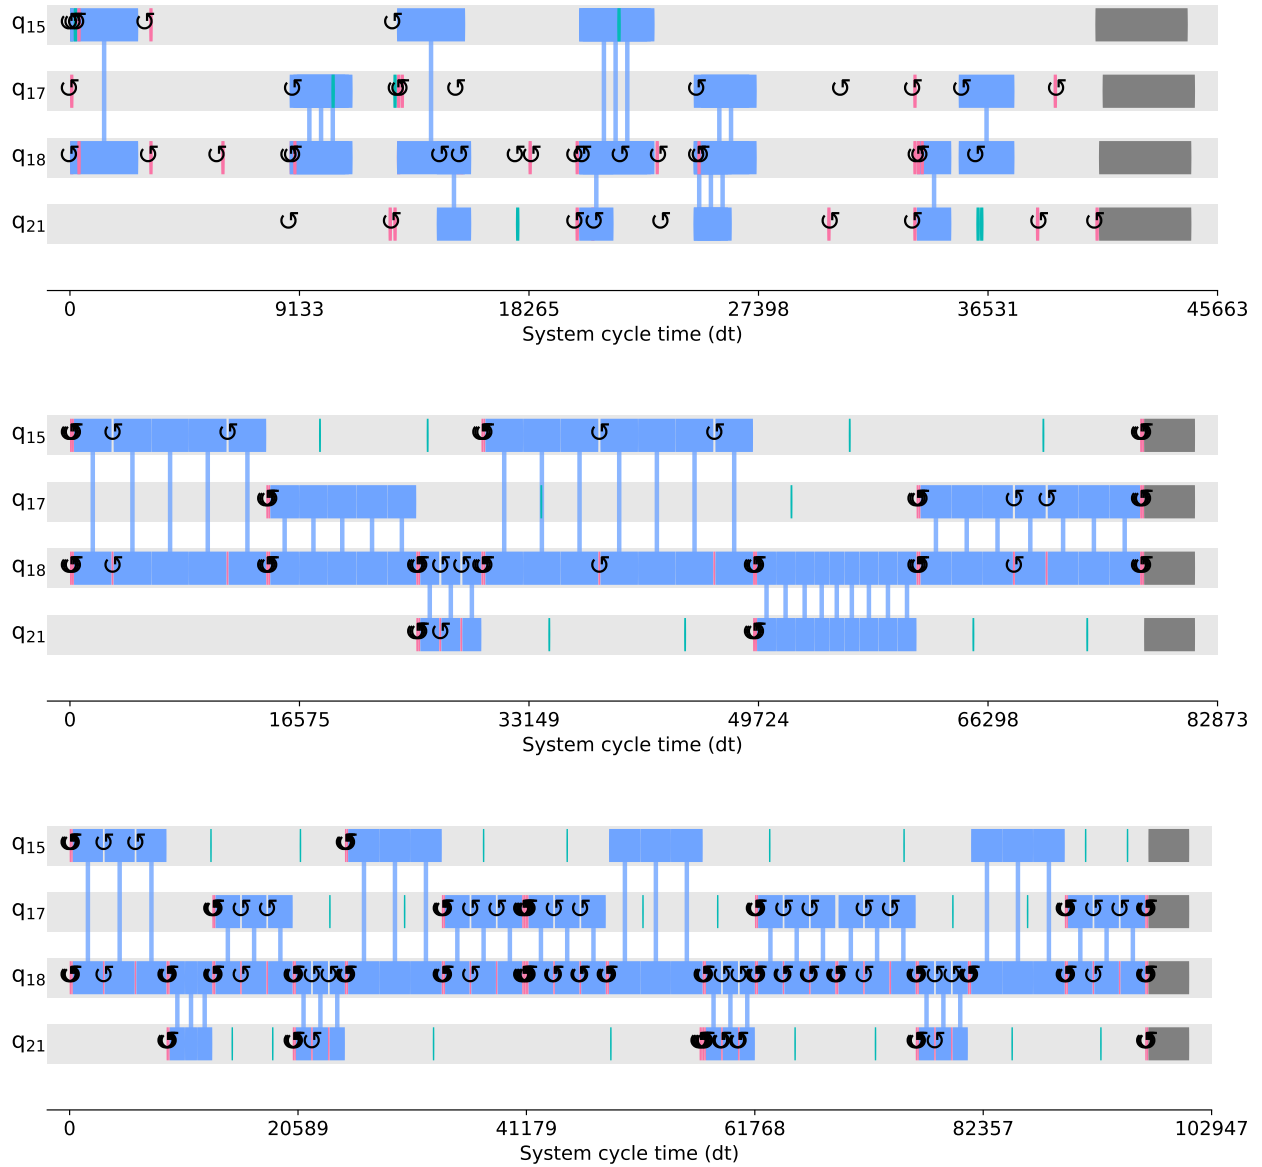 q15
q17
q18
q21
0 9133 18265 27398 36531 45663
System cycle time (dt)
q15
q17
q18
q21
0 16575 33149 49724 66298 82873
System cycle time (dt)
q15
q17
q18
q21
0 20589 41179 61768 82357 102947
System cycle time (dt)